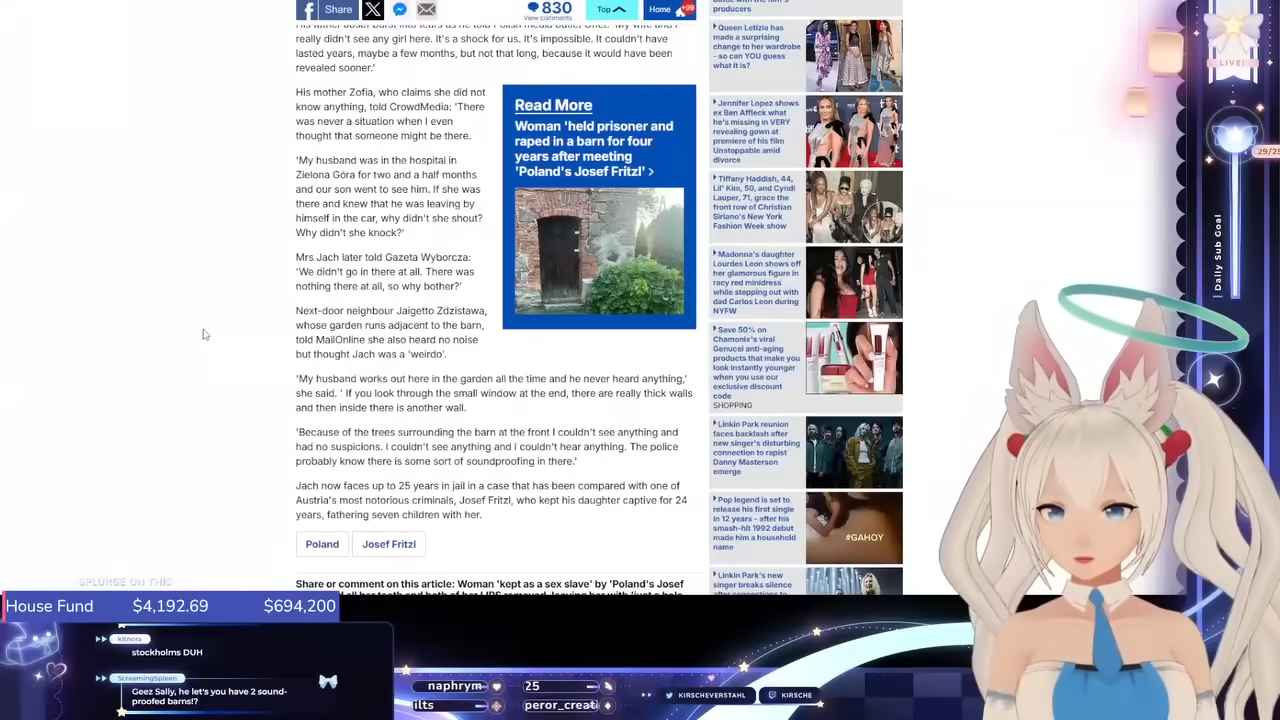 Share
830
View comments
Top
Home
+99
really didn't see any girl here. It's a shock for us. It's impossible. It couldn't have
lasted years, maybe a few months, but not that long, because it would have been
revealed sooner.'
His mother Zofia, who claims she did not
know anything, told CrowdMedia: 'There
was never a situation when I even
thought that someone might be there.
'My husband was in the hospital in
Zielona Góra for two and a half months
and our son went to see him. If she was
there and knew that he was leaving by
himself in the car, why didn't she shout?
Why didn't she knock?'
Mrs Jach later told Gazeta Wyborcza:
'We didn't go in there at all. There was
nothing there at all, so why bother?'
Next-door neighbour Jaigetto Zdzistawa,
whose garden runs adjacent to the barn,
told MailOnline she also heard no noise
but thought Jach was a 'weirdo'.
Read More
Woman 'held prisoner and
raped in a barn for four
years after meeting
'Poland's Josef Fritzl' >
'My husband works out here in the garden all the time and he never heard anything,'
she said. ' If you look through the small window at the end, there are really thick walls
and then inside there is another wall.
'Because of the trees surrounding the barn at the front I couldn't see anything and
had no suspicions. I couldn't see anything and I couldn't hear anything. The police
probably know there is some sort of soundproofing in there.'
Jach now faces up to 25 years in jail in a case that has been compared with one of
Austria's most notorious criminals, Josef Fritzl, who kept his daughter captive for 24
years, fathering seven children with her.
Poland
Josef Fritzl
Share or comment on this article: Woman 'kept as a sex slave' by 'Poland's Josef
producers
Queen Letizia has
made a surprising
change to her wardrobe
- so can YOU guess
what it is?
Jennifer Lopez shows
ex Ben Affleck what
he's missing in VERY
revealing gown at
premiere of his film
Unstoppable amid
divorce
Tiffany Haddish, 44,
Lil' Kim, 50, and Cyndi
Lauper, 71, grace the
front row of Christian
Siriano's New York
Fashion Week show
Madonna's daughter
Lourdes Leon shows off
her glamorous figure in
racy red minidress
while stepping out with
dad Carlos Leon during
NYFW
Save 50% on
Chamonix's viral
Genucel anti-aging
products that make you
look instantly younger
when you use our
exclusive discount
code
SHOPPING
Linkin Park reunion
faces backlash after
new singer's disturbing
connection to rapist
Danny Masterson
emerge
Pop legend is set to
release his first single
in 12 years - after his
smash-hit 1992 debut
made him a household
name
#GAHOY
Linkin Park's new
singer breaks silence
LIVE!
29/25
Daily Sub Goal
SPLURGE ON THIS
House Fund $4,192.69 $694,200
kitnora
stockholms DUH
ScreamingSpleen
Geez Sally, he let's you have 2 sound-
proofed barns!?
naphrym
25
ilts
peror_creati
KIRSCHEVERSTAHL
KIRSCHE